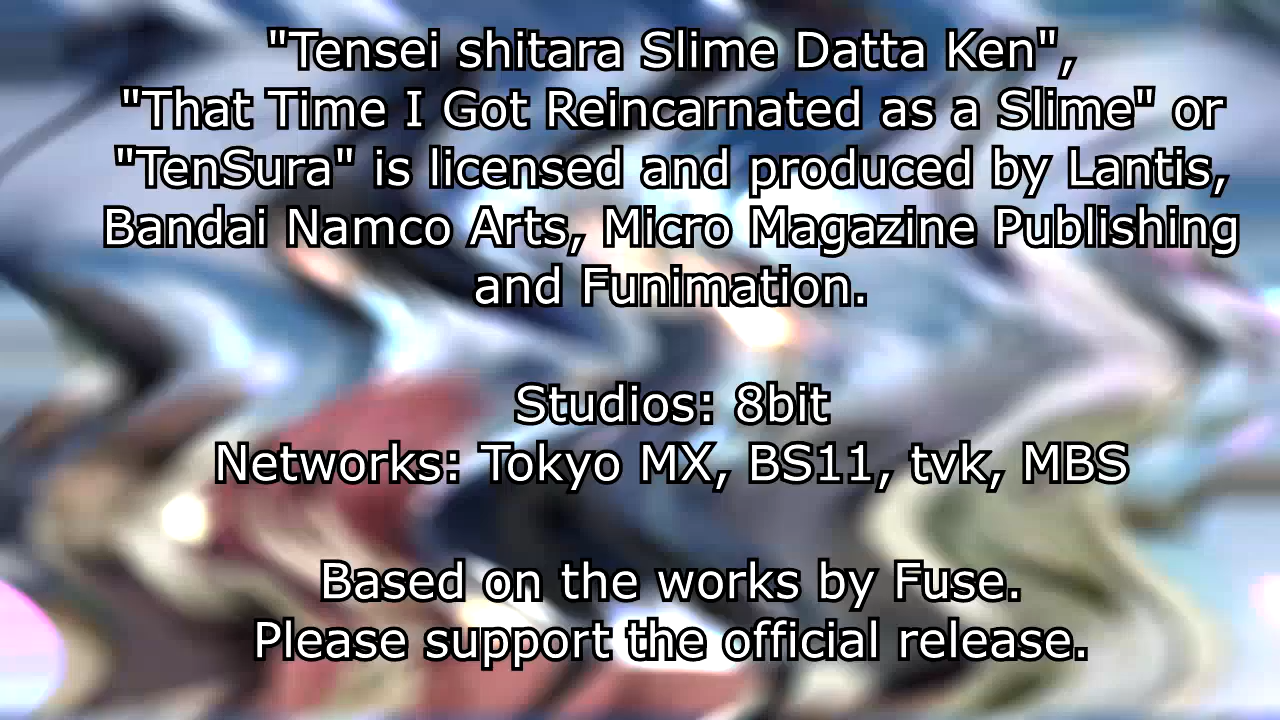 "Tensei shitara Slime Datta Ken",
"That Time I Got Reincarnated as a Slime" or
"TenSura" is licensed and produced by Lantis,
Bandai Namco Arts, Micro Magazine Publishing
and Funimation.
Studios: 8bit
Networks: Tokyo MX, BS11, tvk, MBS
Based on the works by Fuse.
Please support the official release.